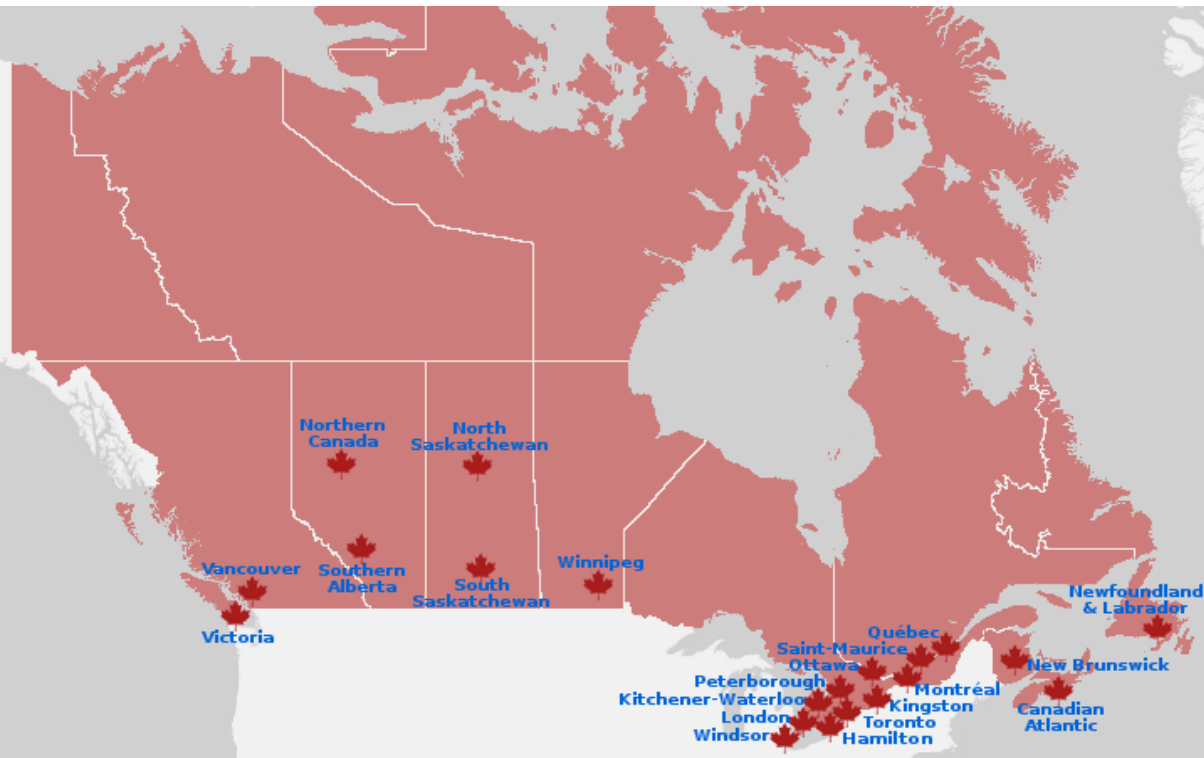 Northern
Canada
North
Saskatchewan
Vancouver
Southern
Alberta
South
Saskatchewan
Winnipeg
Victoria
Newfoundland
& Labrador
Québec
Saint-Maurice
Ottawa
New Brunswick
Peterborough
Montréal
Kitchener-Waterloo
Kingston
Canadian
Atlantic
London
Toronto
Windsor
Hamilton